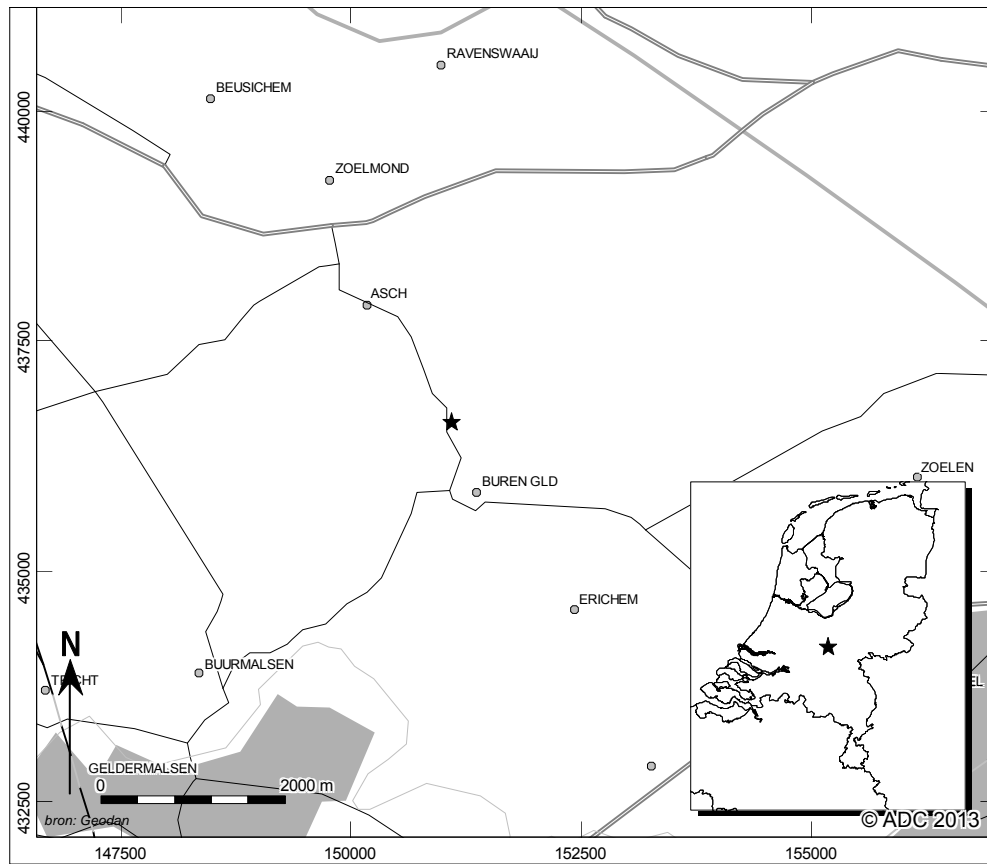 RAVENSWAAIJ
BEUSICHEM
440000
ZOELMOND
ASCH
437500
ZOELEN
BUREN GLD
435000
ERICHEM
N
BUURMALSEN
EL
GELDERMALSEN
0 2000 m
432500
bron: Geodan
© ADC 2013
147500 150000 152500 155000